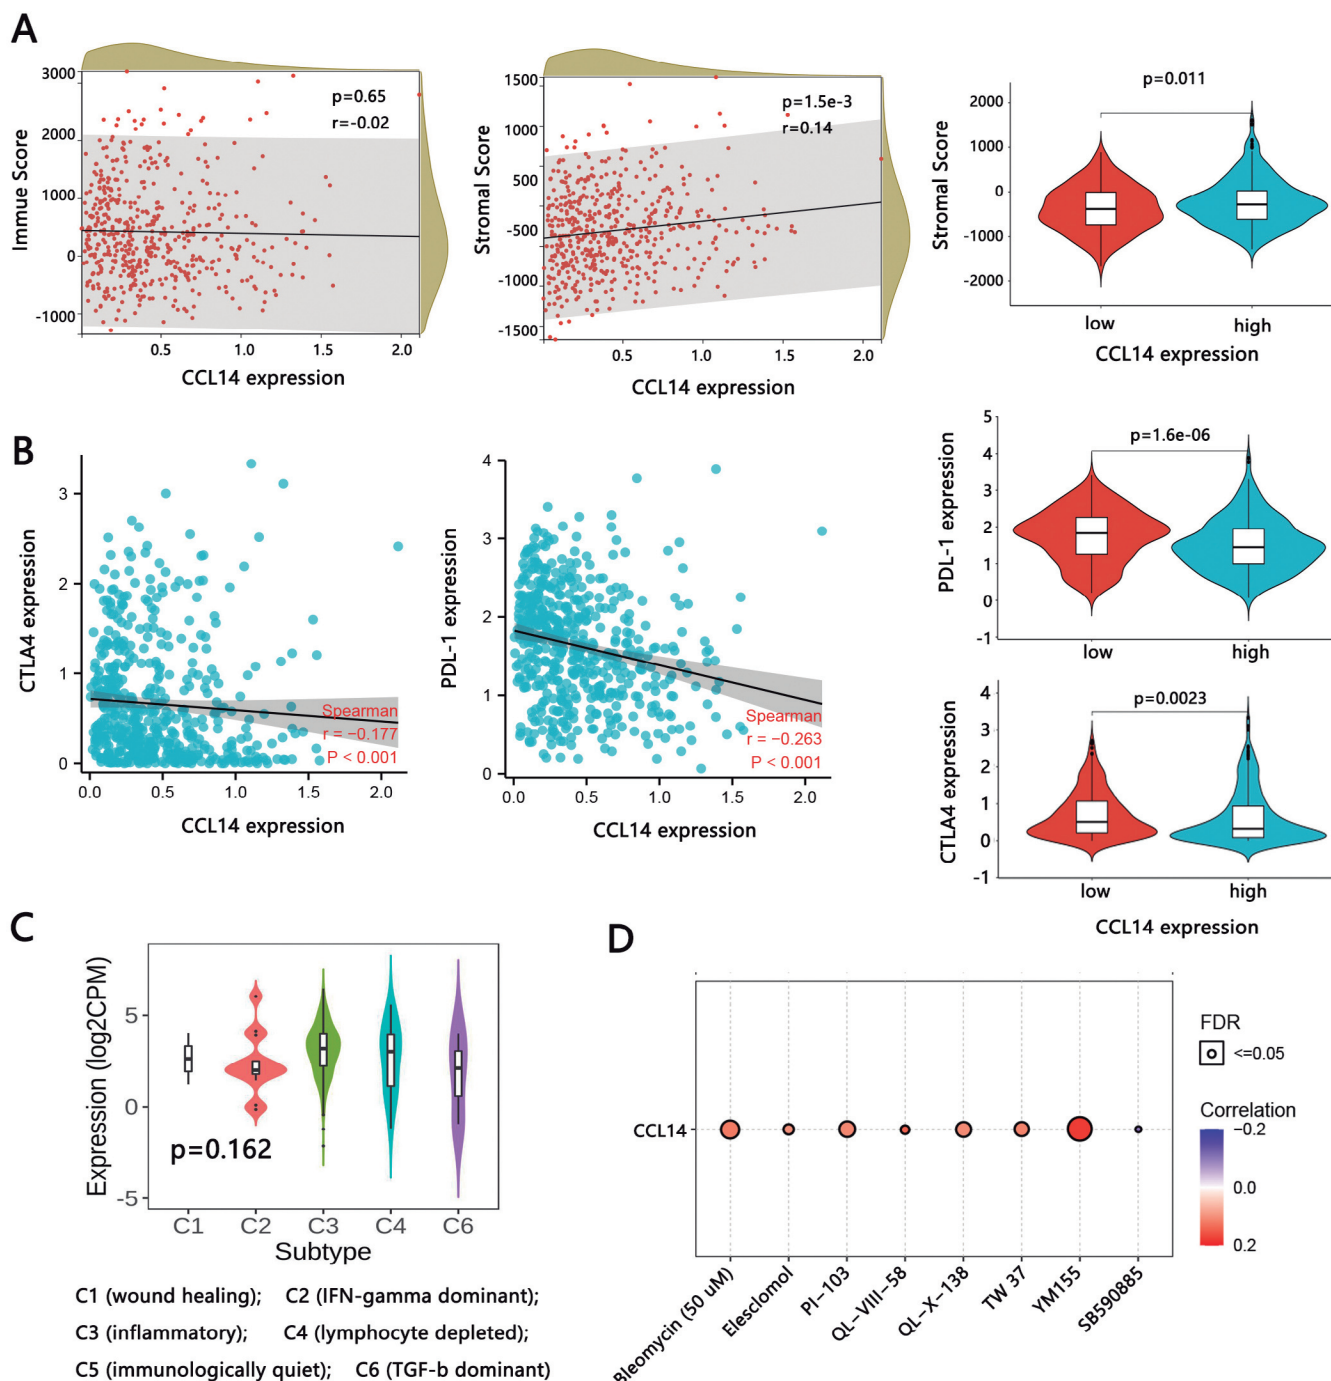 A
p=0.65
r=-0.02
3000
2000
1000
0
-1000
Immue Score
0.5
1.0
1.5
2.0
CCL14 expression
p=1.5e-3
r=0.14
1500
1000
500
-500
-1000
-1500
Stromal Score
0.5
1.0
1.5
2.0
CCL14 expression
p=0.011
2000
1000
0
-1000
-2000
Stromal Score
low
high
CCL14 expression
B
3
2
1
0
CTLA4 expression
Spearman
r = −0.177
P < 0.001
0.0
0.5
1.0
1.5
2.0
CCL14 expression
4
3
2
1
0
PDL-1 expression
Spearman
r = −0.263
P < 0.001
0.0
0.5
1.0
1.5
2.0
CCL14 expression
p=1.6e-06
5
4
3
2
1
0
-1
PDL-1 expression
low
high
p=0.0023
4
3
2
1
0
-1
CTLA4 expression
low
high
CCL14 expression
C
5
0
-5
Expression (log2CPM)
p=0.162
C1
C2
C3
C4
C6
Subtype
C1 (wound healing); C2 (IFN-gamma dominant);
C3 (inflammatory); C4 (lymphocyte depleted);
C5 (immunologically quiet); C6 (TGF-b dominant)
D
CCL14
Bleomycin (50 uM)
Elesclomol
PI−103
QL−VIII−58
QL−X−138
TW 37
YM155
SB590885
FDR
<=0.05
Correlation
−0.2
0.0
0.2